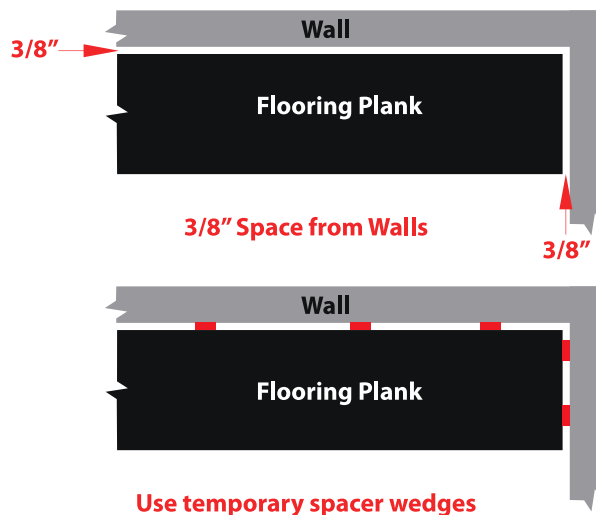 Wall
3/8”
Flooring Plank
3/8” Space from Walls
3/8”
Wall
Flooring Plank
Use temporary spacer wedges